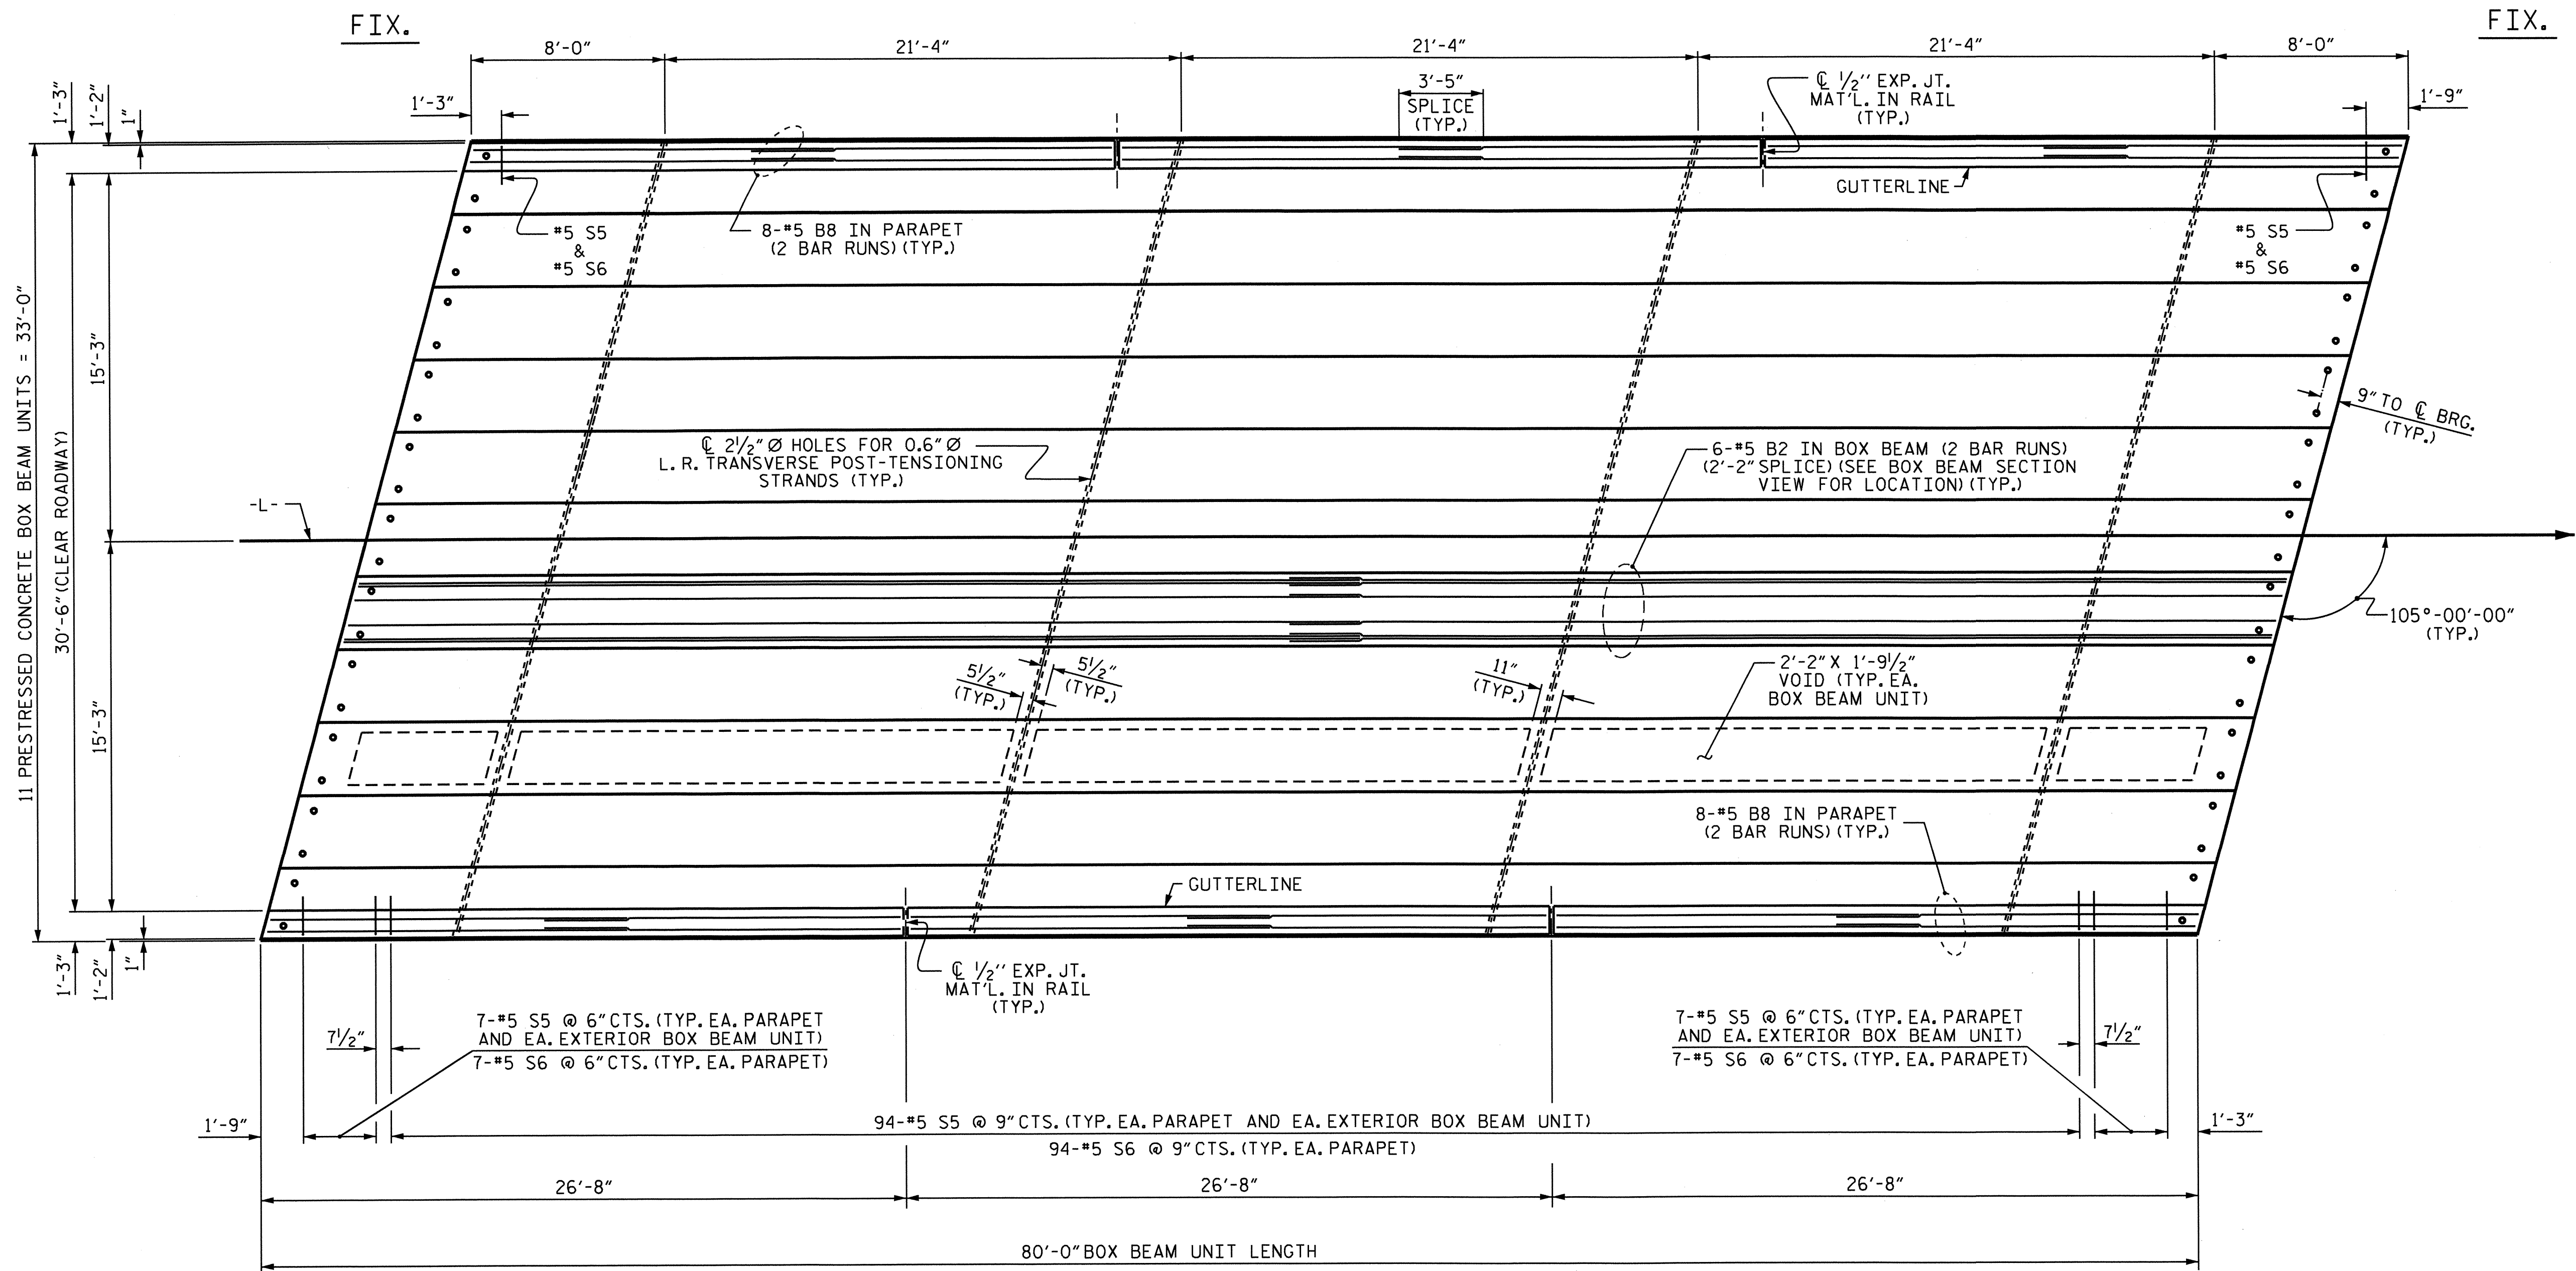 FIX.
FIX.
8'-0"
21'-4"
21'-4"
21'-4"
8'-0"
1'-3"
1'-2"
1"
1'-3"
3'-5"
SPLICE
(TYP.)
℄ 1/2'' EXP. JT.
MAT'L. IN RAIL
(TYP.)
1'-9"
GUTTERLINE
#5 S5
&
#5 S6
8-#5 B8 IN PARAPET
(2 BAR RUNS) (TYP.)
#5 S5
&
#5 S6
11 PRESTRESSED CONCRETE BOX BEAM UNITS = 33'-0"
30'-6" (CLEAR ROADWAY)
15'-3"
15'-3"
℄ 2 1/2" Ø HOLES FOR 0.6" Ø
L. R. TRANSVERSE POST-TENSIONING
STRANDS (TYP.)
6-#5 B2 IN BOX BEAM (2 BAR RUNS)
(2'-2" SPLICE) (SEE BOX BEAM SECTION
VIEW FOR LOCATION) (TYP.)
9" TO ℄ BRG.
(TYP.)
-L-
105°-00'-00"
(TYP.)
5 1/2"
(TYP.)
5 1/2"
(TYP.)
11"
(TYP.)
2'-2" X 1'-9 1/2"
VOID (TYP. EA.
BOX BEAM UNIT)
8-#5 B8 IN PARAPET
(2 BAR RUNS) (TYP.)
GUTTERLINE
1'-3"
1'-2"
1"
℄ 1/2'' EXP. JT.
MAT'L. IN RAIL
(TYP.)
7 1/2"
7-#5 S5 @ 6" CTS. (TYP. EA. PARAPET
AND EA. EXTERIOR BOX BEAM UNIT)
7-#5 S6 @ 6" CTS. (TYP. EA. PARAPET)
7-#5 S5 @ 6" CTS. (TYP. EA. PARAPET
AND EA. EXTERIOR BOX BEAM UNIT)
7-#5 S6 @ 6" CTS. (TYP. EA. PARAPET)
7 1/2"
1'-9"
94-#5 S5 @ 9" CTS. (TYP. EA. PARAPET AND EA. EXTERIOR BOX BEAM UNIT)
94-#5 S6 @ 9" CTS. (TYP. EA. PARAPET)
1'-3"
26'-8"
26'-8"
26'-8"
80'-0" BOX BEAM UNIT LENGTH